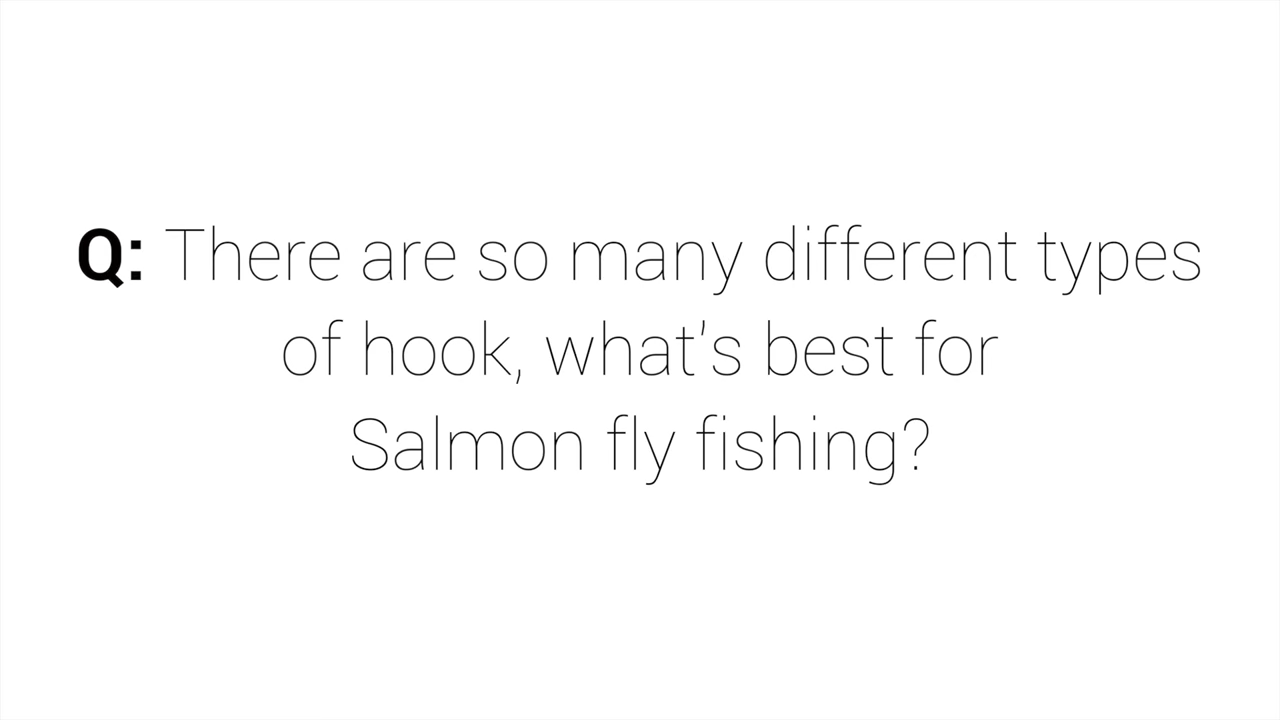 Q: There are so many different types
of hook, what's best for
Salmon fly fishing?